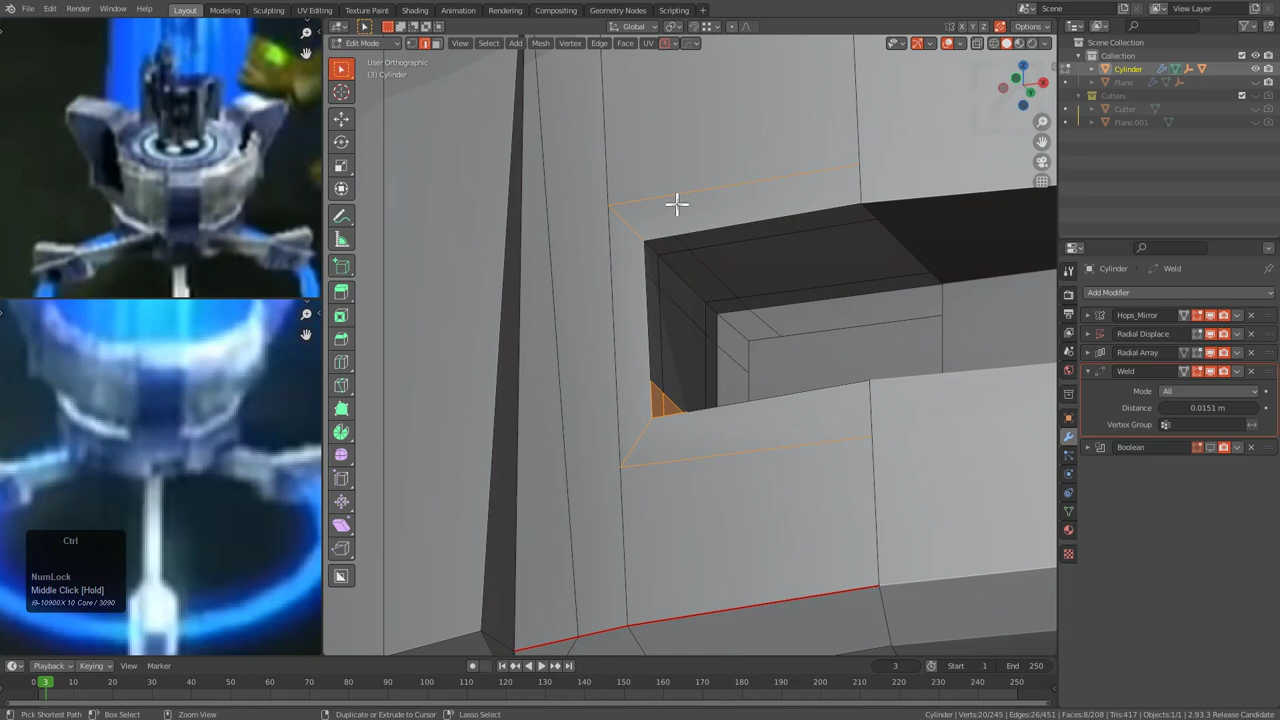 File Edit Render Window Help
Layout Modeling Sculpting UV Editing Texture Paint Shading Animation Rendering Compositing Geometry Nodes Scripting
Scene
View Layer
Global
Options
Edit Mode
View Select Add Mesh Vertex Edge Face UV
User Orthographic
(3) Cylinder
Z
X
Y
Scene Collection
Collection
Cylinder
Plane
Cutters
Cutter
Plane.001
Cylinder
Weld
Add Modifier
Hops_Mirror
Radial Displace
Radial Array
Weld
Mode All
Distance 0.0151 m
Vertex Group
Boolean
Ctrl
NumLock
Middle Click [Hold]
i9-10900X 10 Core / 3090
Playback Keying View Marker
3
Start 1
End 250
0 3 10 20 30 40 50 60 70 80 90 100 110 120 130 140 150 160 170 180 190 200 210 220 230 240 250
Pick Shortest Path Box Select Zoom View Duplicate or Extrude to Cursor Lasso Select
Cylinder | Verts:20/245 | Edges:26/451 | Faces:8/208 | Tris:417 | Objects:1/1 | 2.93.3 Release Candidate